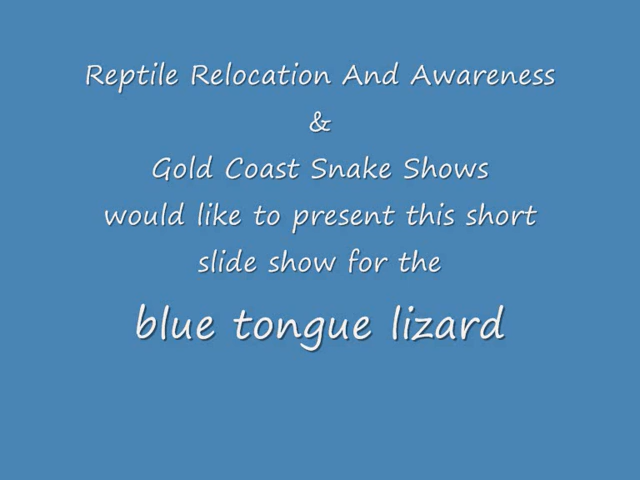 Reptile Relocation And Awareness
&
Gold Coast Snake Shows
would like to present this short
slide show for the
blue tongue lizard